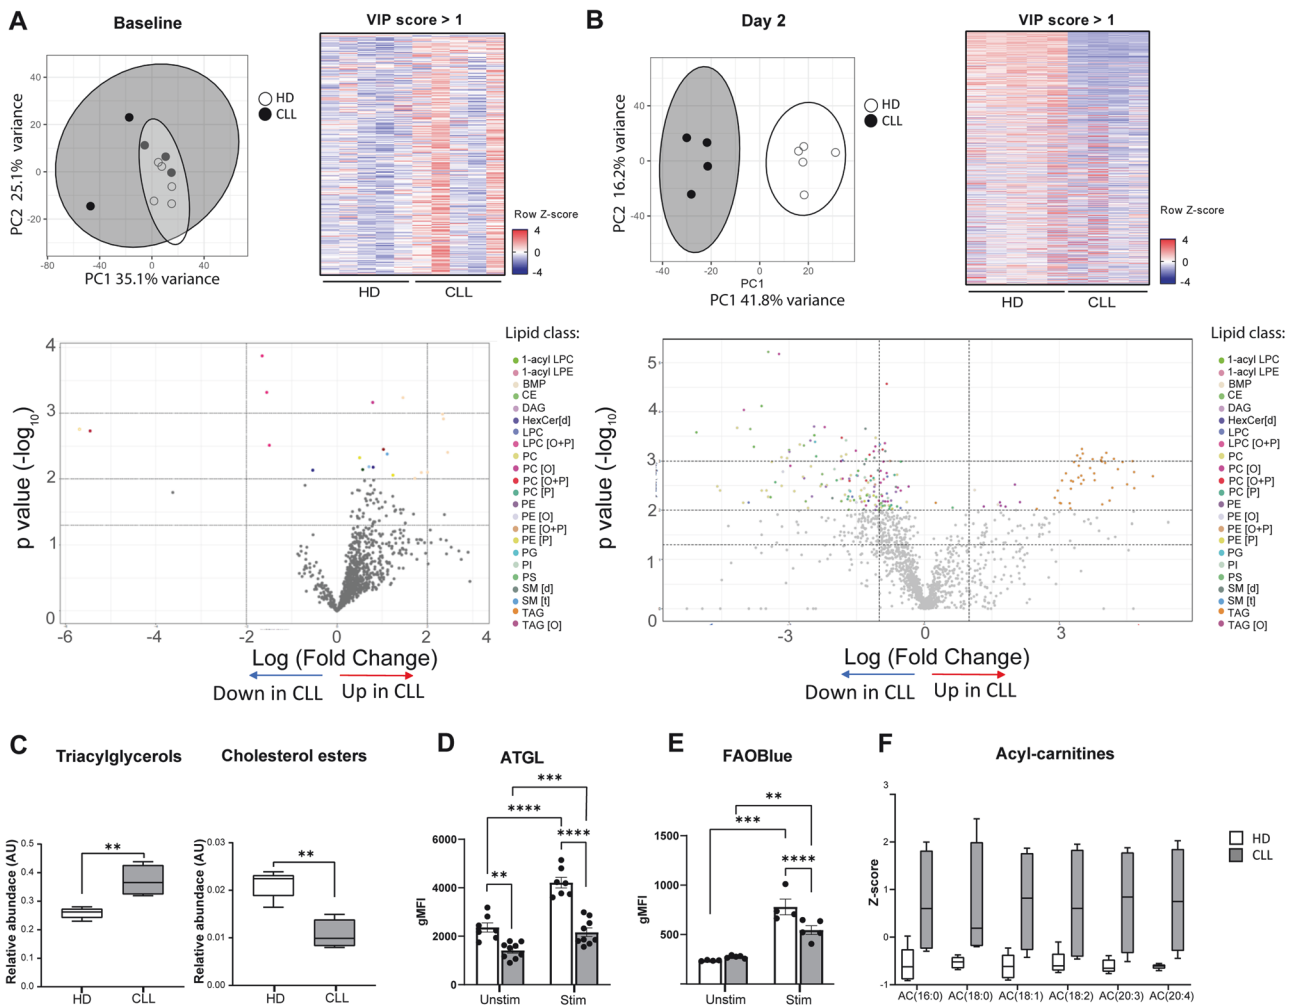 A
Baseline
VIP score > 1
PC2 25.1% variance
40
20
0
-20
-80
-40
0
40
PC1 35.1% variance
HD
CLL
HD
CLL
Row Z-score
4
0
-4
B
Day 2
VIP score > 1
PC2 16.2% variance
40
0
-40
-40
-20
0
20
40
PC1
PC1 41.8% variance
HD
CLL
HD
CLL
Row Z-score
4
0
-4
p value (-log10)
4
3
2
1
0
-6
-4
-2
0
2
4
Log (Fold Change)
Down in CLL
Up in CLL
Lipid class:
1-acyl LPC
1-acyl LPE
BMP
CE
DAG
HexCer[d]
LPC
LPC [O+P]
PC
PC [O]
PC [O+P]
PC [P]
PE
PE [O]
PE [O+P]
PE [P]
PG
PI
PS
SM [d]
SM [t]
TAG
TAG [O]
p value (-log10)
5
4
3
2
1
0
-3
0
3
Log (Fold Change)
Down in CLL
Up in CLL
Lipid class:
1-acyl LPC
1-acyl LPE
BMP
CE
DAG
HexCer[d]
LPC
LPC [O+P]
PC
PC [O]
PC [O+P]
PC [P]
PE
PE [O]
PE [O+P]
PE [P]
PG
PI
PS
SM [d]
SM [t]
TAG
TAG [O]
C
Triacylglycerols
Relative abundace (AU)
0.5
0.4
0.3
0.2
0.1
0.0
**
HD
CLL
Cholesterol esters
Relative abundace (AU)
0.03
0.020
0.010
0.00
**
HD
CLL
D
ATGL
gMFI
6000
4000
2000
0
***
****
****
**
Unstim
Stim
E
FAOBlue
gMFI
1500
1000
500
**
***
****
Unstim
Stim
F
Acyl-carnitines
Z-score
3
2
1
0
-1
AC(16:0)
AC(18:0)
AC(18:1)
AC(18:2)
AC(20:3)
AC(20:4)
HD
CLL